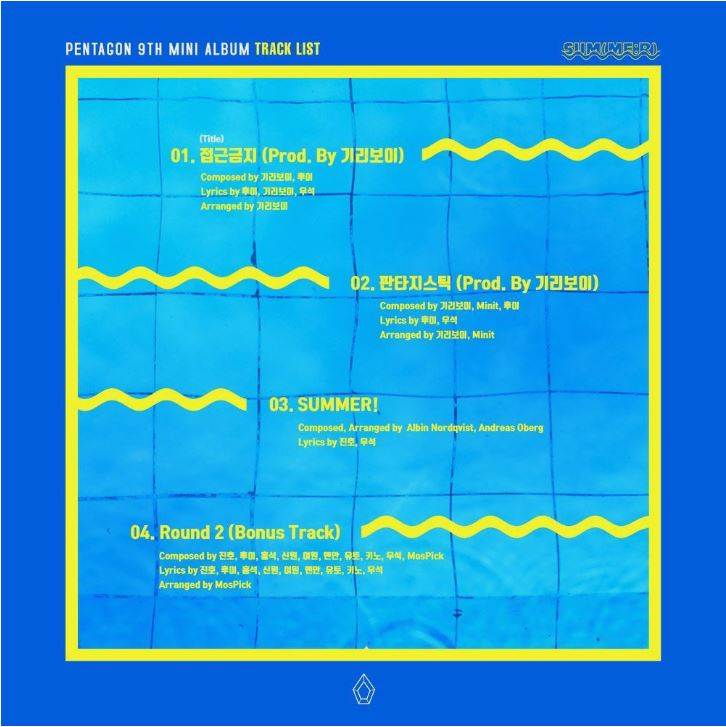 PENTAGON 9TH MINI ALBUM TRACK LIST
SUM(ME:R)
(Title)
01. 접근금지 (Prod. By 기리보이)
Composed by 기리보이, 후이
Lyrics by 후이, 기리보이, 우석
Arranged by 기리보이
02. 판타지스틱 (Prod. By 기리보이)
Composed by 기리보이, Minit, 후이
Lyrics by 후이, 우석
Arranged by 기리보이, Minit
03. SUMMER!
Composed, Arranged by Albin Nordqvist, Andreas Oberg
Lyrics by 진호, 우석
04. Round 2 (Bonus Track)
Composed by 진호, 후이, 홍석, 신원, 여원, 옌안, 유토, 키노, 우석, MosPick
Lyrics by 진호, 후이, 홍석, 신원, 여원, 옌안, 유토, 키노, 우석
Arranged by MosPick